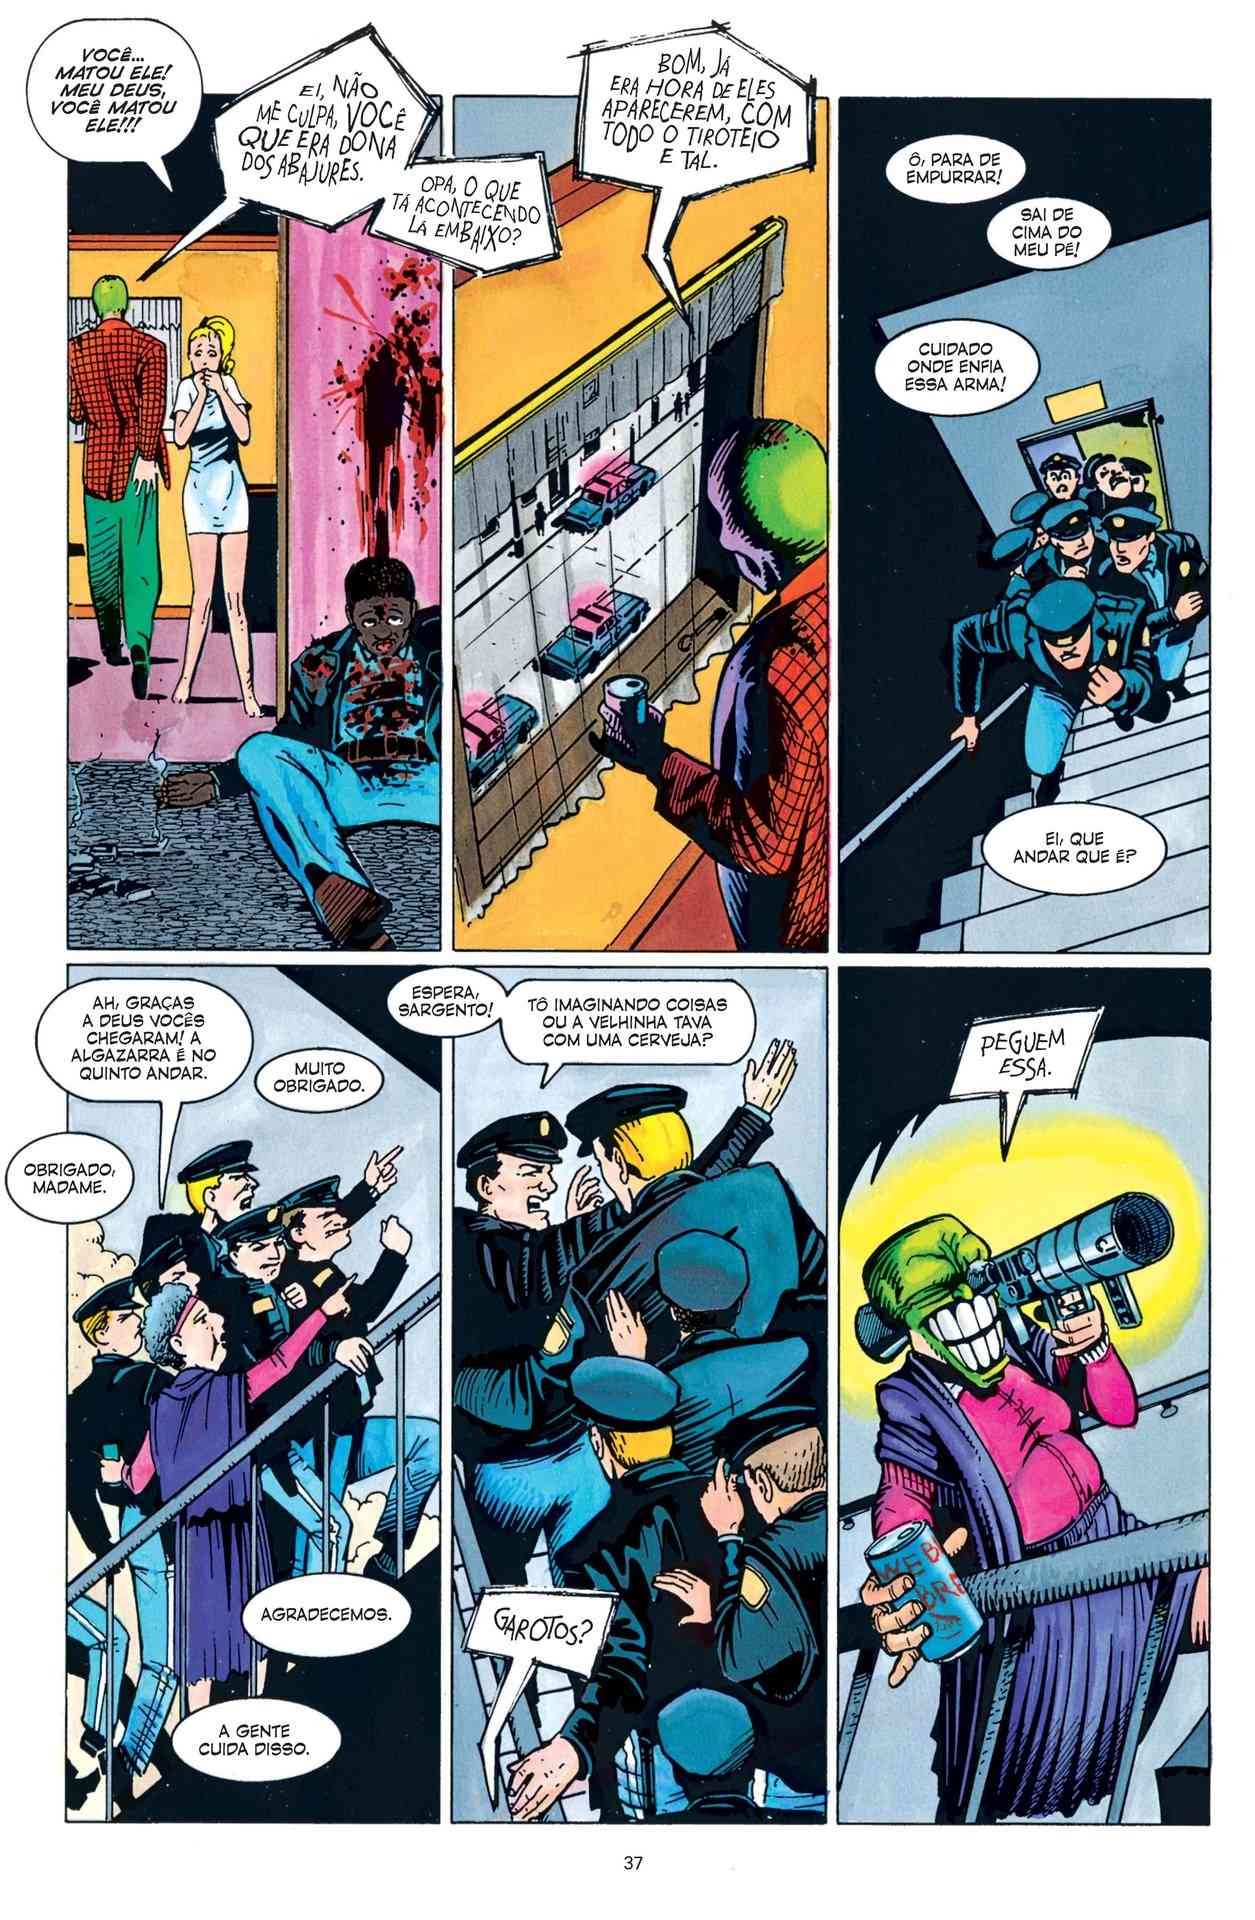 VOCÊ...
MATOU ELE!
MEU DEUS,
VOCÊ MATOU
ELE!!!
EI, NÃO
ME CULPA, VOCÊ
QUE ERA DONA
DOS ABAJURES.
OPA, O QUE
TÁ ACONTECENDO
LÁ EMBAIXO?
BOM, JÁ
ERA HORA DE ELES
APARECEREM, COM
TODO O TIROTEIO
E TAL.
Ô, PARA DE
EMPURRAR!
SAI DE
CIMA DO
MEU PÉ!
CUIDADO
ONDE ENFIA
ESSA ARMA!
EI, QUE
ANDAR QUE É?
AH, GRAÇAS
A DEUS VOCÊS
CHEGARAM! A
ALGAZARRA É NO
QUINTO ANDAR.
MUITO
OBRIGADO.
OBRIGADO,
MADAME.
AGRADECEMOS.
A GENTE
CUIDA DISSO.
ESPERA,
SARGENTO!
TÔ IMAGINANDO COISAS
OU A VELHINHA TAVA
COM UMA CERVEJA?
GAROTOS?
PEGUEM
ESSA.
37